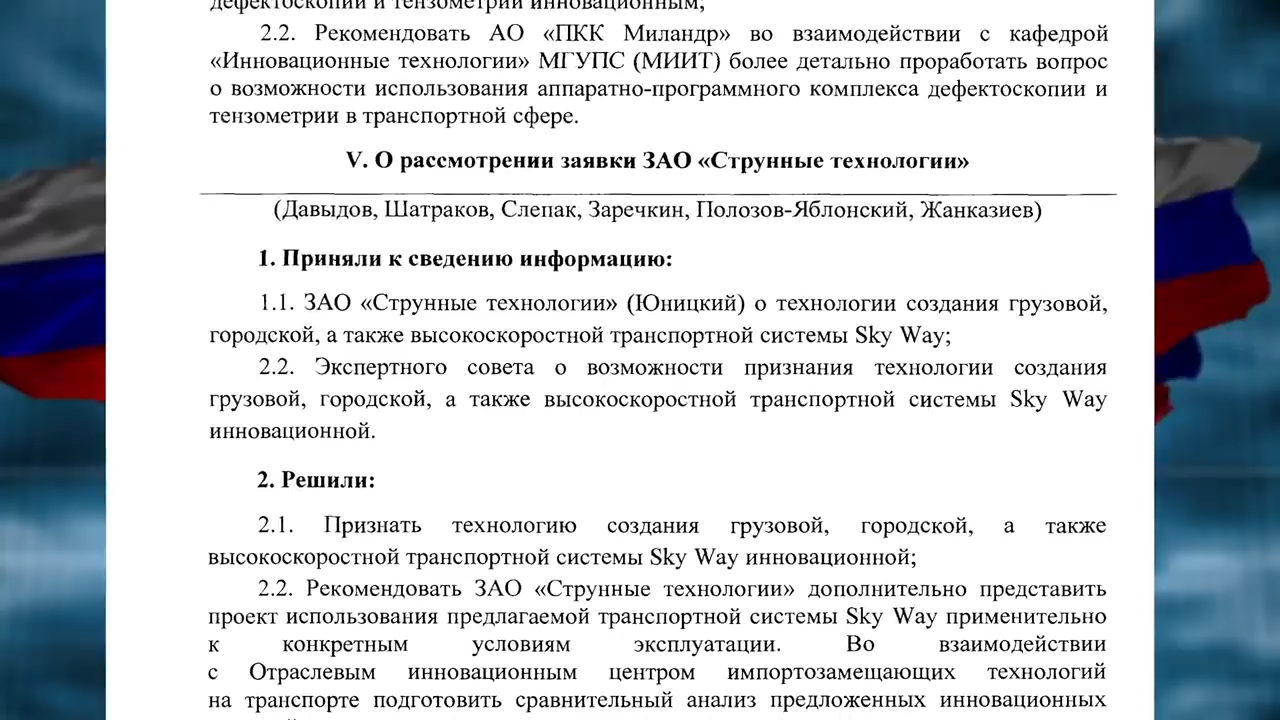 дефектоскопии и тензометрии инновационным;
2.2. Рекомендовать АО «ПКК Миландр» во взаимодействии с кафедрой
«Инновационные технологии» МГУПС (МИИТ) более детально проработать вопрос
о возможности использования аппаратно-программного комплекса дефектоскопии и
тензометрии в транспортной сфере.
V. О рассмотрении заявки ЗАО «Струнные технологии»
(Давыдов, Шатраков, Слепак, Заречкин, Полозов-Яблонский, Жанказиев)
1. Приняли к сведению информацию:
1.1. ЗАО «Струнные технологии» (Юницкий) о технологии создания грузовой,
городской, а также высокоскоростной транспортной системы Sky Way;
2.2. Экспертного совета о возможности признания технологии создания
грузовой, городской, а также высокоскоростной транспортной системы Sky Way
инновационной.
2. Решили:
2.1. Признать технологию создания грузовой, городской, а также
высокоскоростной транспортной системы Sky Way инновационной;
2.2. Рекомендовать ЗАО «Струнные технологии» дополнительно представить
проект использования предлагаемой транспортной системы Sky Way применительно
к конкретным условиям эксплуатации. Во взаимодействии
с Отраслевым инновационным центром импортозамещающих технологий
на транспорте подготовить сравнительный анализ предложенных инновационных